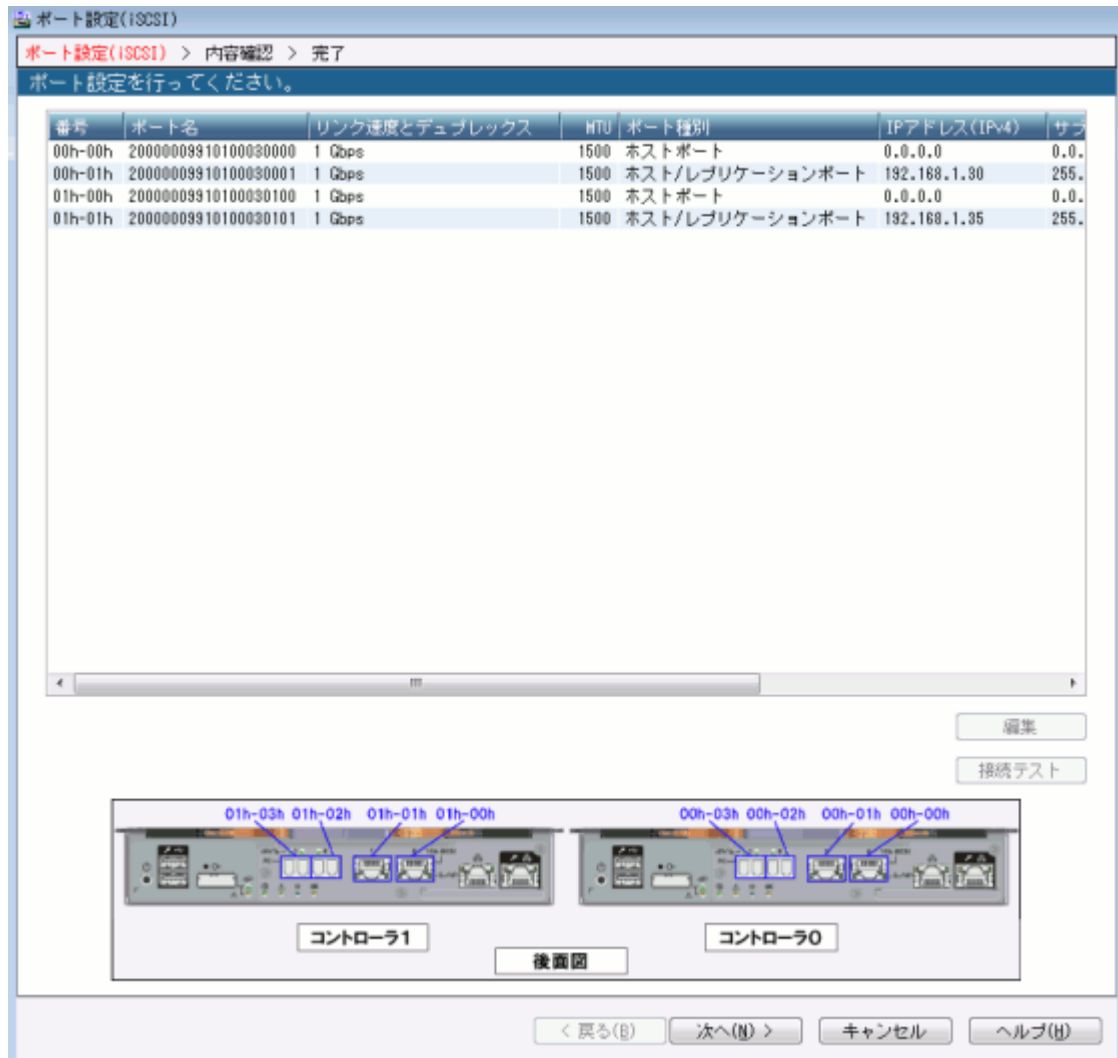 ポート設定(iSCSI)
ポート設定(iSCSI) > 内容確認 > 完了
ポート設定を行ってください。
番号 ポート名 リンク速度とデュプレックス MTU ポート種別 IPアドレス(IPv4) サブ
00h-00h 20000009910100030000 1 Gbps 1500 ホストポート 0.0.0.0 0.0.
00h-01h 20000009910100030001 1 Gbps 1500 ホスト/レプリケーションポート 192.168.1.30 255.
01h-00h 20000009910100030100 1 Gbps 1500 ホストポート 0.0.0.0 0.0.
01h-01h 20000009910100030101 1 Gbps 1500 ホスト/レプリケーションポート 192.168.1.35 255.
編集
接続テスト
01h-03h 01h-02h 01h-01h 01h-00h 00h-03h 00h-02h 00h-01h 00h-00h
コントローラ1 コントローラ0
後面図
< 戻る(B) 次へ(N) > キャンセル ヘルプ(H)